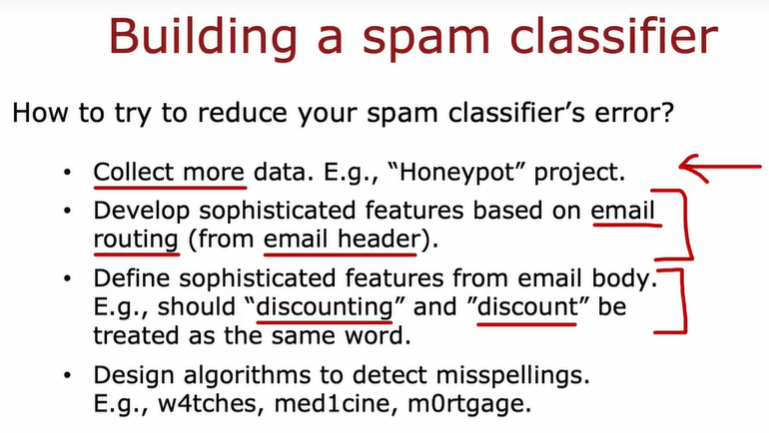 Building a spam classifier
How to try to reduce your spam classifier’s error?
• Collect more data. E.g., “Honeypot” project.
• Develop sophisticated features based on email
routing (from email header).
• Define sophisticated features from email body.
E.g., should “discounting” and ”discount” be
treated as the same word.
• Design algorithms to detect misspellings.
E.g., w4tches, med1cine, m0rtgage.